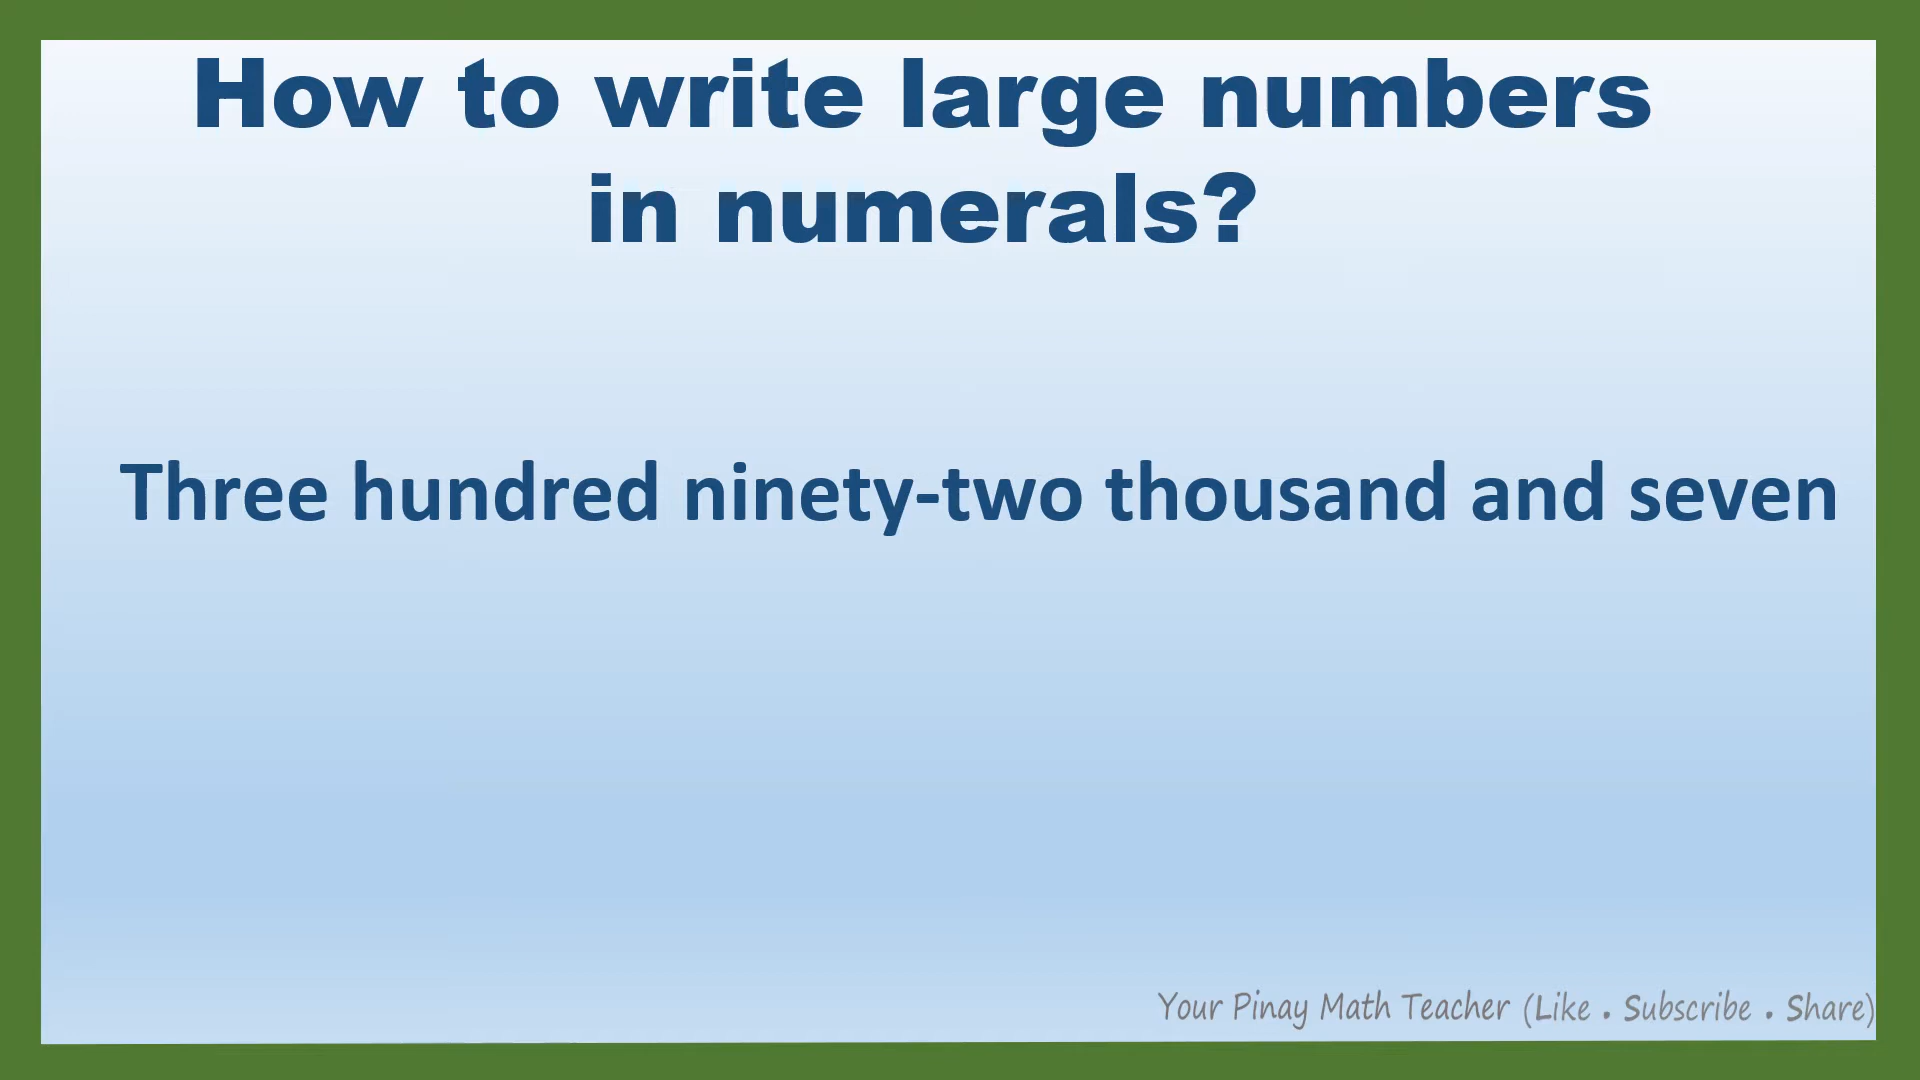 How to write large numbers
in numerals?
Three hundred ninety-two thousand and seven
Your Pinay Math Teacher (Like . Subscribe . Share)